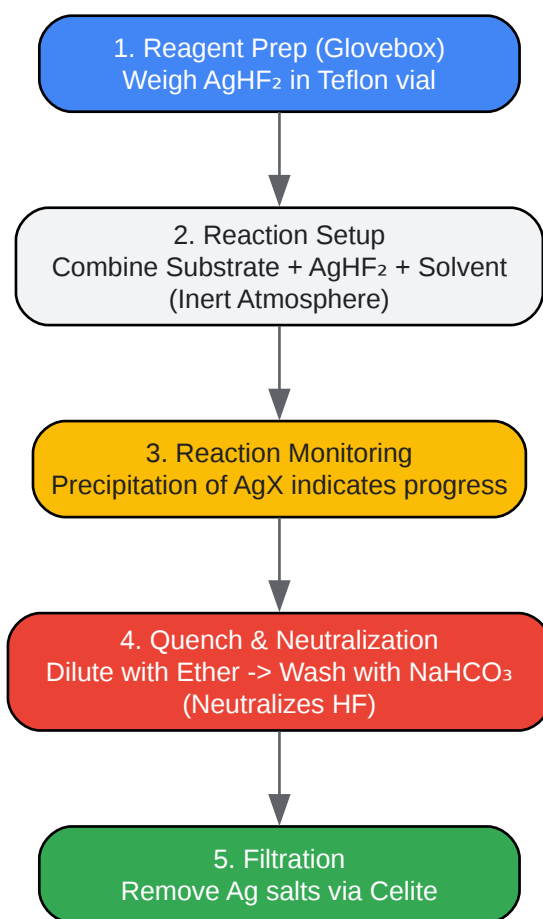 1. Reagent Prep (Glovebox)
Weigh AgHF₂ in Teflon vial
2. Reaction Setup
Combine Substrate + AgHF₂ + Solvent
(Inert Atmosphere)
3. Reaction Monitoring
Precipitation of AgX indicates progress
4. Quench & Neutralization
Dilute with Ether -> Wash with NaHCO₃
(Neutralizes HF)
5. Filtration
Remove Ag salts via Celite